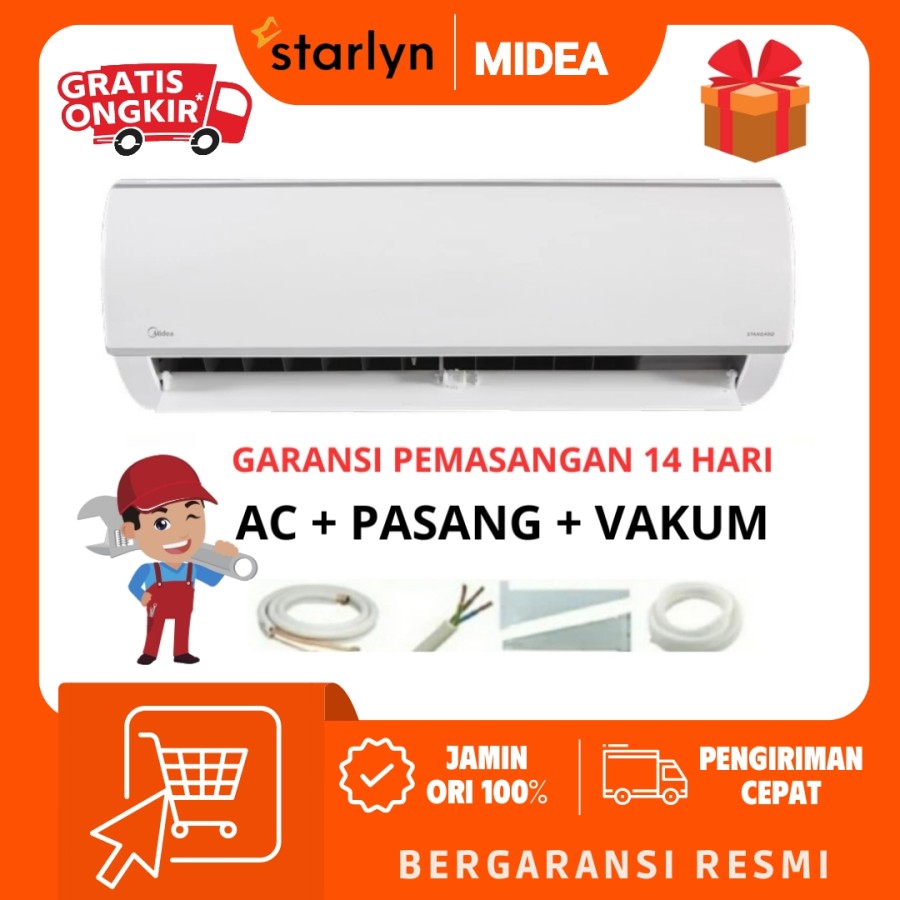 starlyn
MIDEA
GRATIS
ONGKIR*
Midea
GARANSI PEMASANGAN 14 HARI
AC + PASANG + VAKUM
JAMIN
ORI 100%
PENGIRIMAN
CEPAT
BERGARANSI RESMI